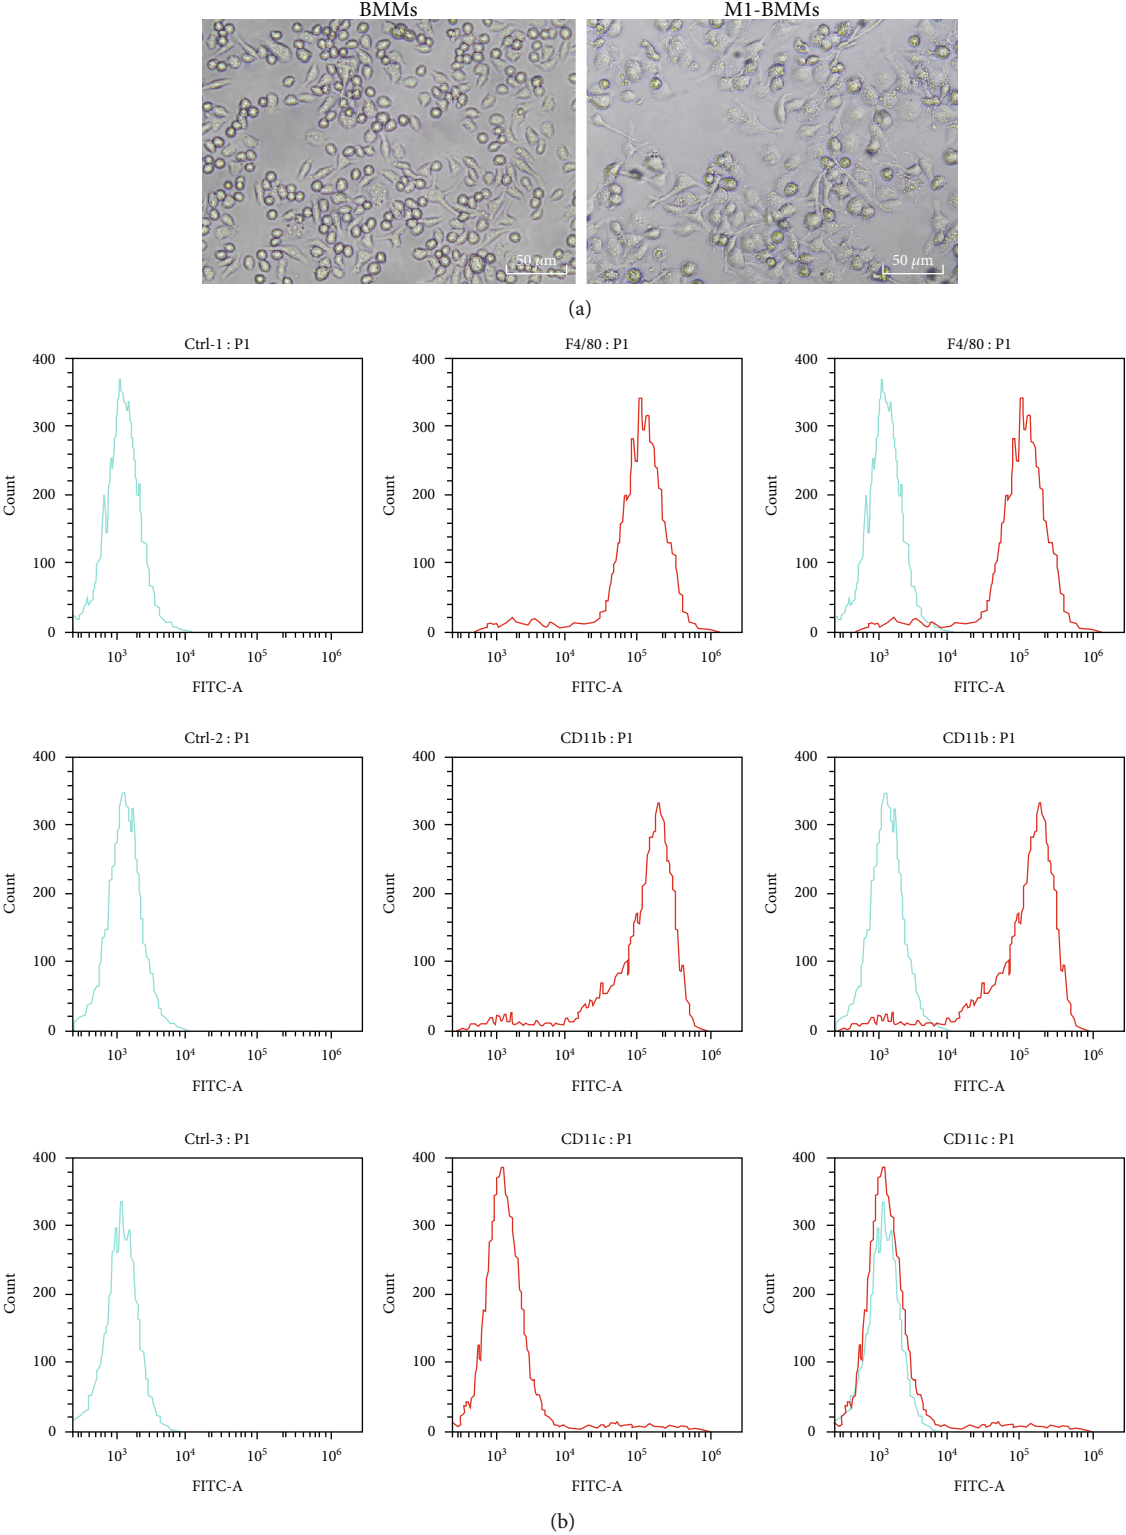 BMMs
M1-BMMs
50 μm
50 μm
(a)
Ctrl-1 : P1
F4/80 : P1
F4/80 : P1
400
300
200
100
0
Count
10³ 10⁴ 10⁵ 10⁶
FITC-A
400
300
200
100
0
Count
10³ 10⁴ 10⁵ 10⁶
FITC-A
400
300
200
100
0
Count
10³ 10⁴ 10⁵ 10⁶
FITC-A
Ctrl-2 : P1
CD11b : P1
CD11b : P1
400
300
200
100
0
Count
10³ 10⁴ 10⁵ 10⁶
FITC-A
400
300
200
100
0
Count
10³ 10⁴ 10⁵ 10⁶
FITC-A
400
300
200
100
0
Count
10³ 10⁴ 10⁵ 10⁶
FITC-A
Ctrl-3 : P1
CD11c : P1
CD11c : P1
400
300
200
100
0
Count
10³ 10⁴ 10⁵ 10⁶
FITC-A
400
300
200
100
0
Count
10³ 10⁴ 10⁵ 10⁶
FITC-A
400
300
200
100
0
Count
10³ 10⁴ 10⁵ 10⁶
FITC-A
(b)